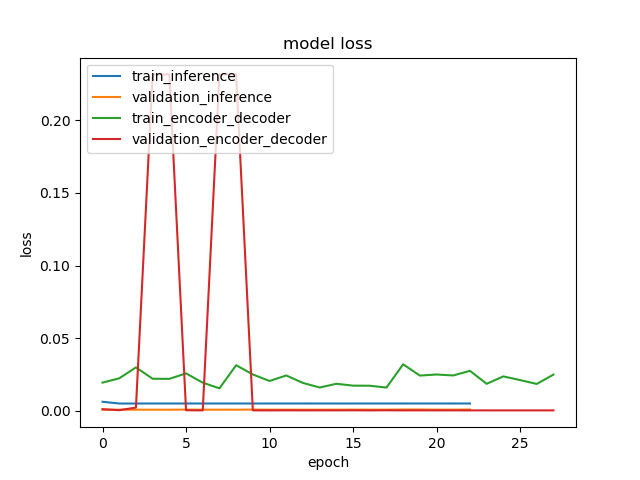 model loss
train_inference
validation_inference
train_encoder_decoder
validation_encoder_decoder
0.20
0.15
0.10
0.05
0.00
loss
0 5 10 15 20 25
epoch